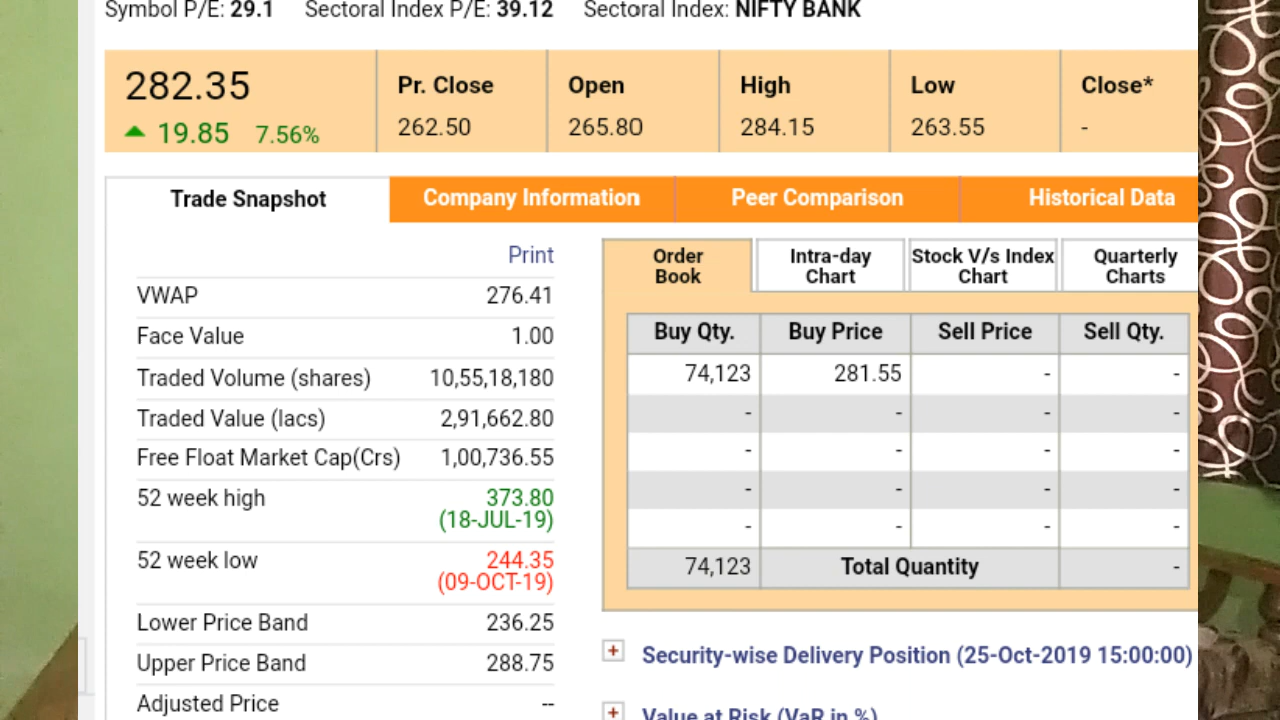 Symbol P/E: 29.1 Sectoral Index P/E: 39.12 Sectoral Index: NIFTY BANK
282.35 Pr. Close Open High Low Close*
19.85 7.56% 262.50 265.80 284.15 263.55 -
Trade Snapshot Company Information Peer Comparison Historical Data
Print
VWAP 276.41
Face Value 1.00
Traded Volume (shares) 10,55,18,180
Traded Value (lacs) 2,91,662.80
Free Float Market Cap(Crs) 1,00,736.55
52 week high 373.80
(18-JUL-19)
52 week low 244.35
(09-OCT-19)
Lower Price Band 236.25
Upper Price Band 288.75
Adjusted Price --
Order Intra-day Stock V/s Index Quarterly
Book Chart Chart Charts
Buy Qty. Buy Price Sell Price Sell Qty.
74,123 281.55 - -
- - - -
- - - -
- - - -
- - - -
74,123 Total Quantity -
+ Security-wise Delivery Position (25-Oct-2019 15:00:00)
+ Value at Risk (VaR in %)